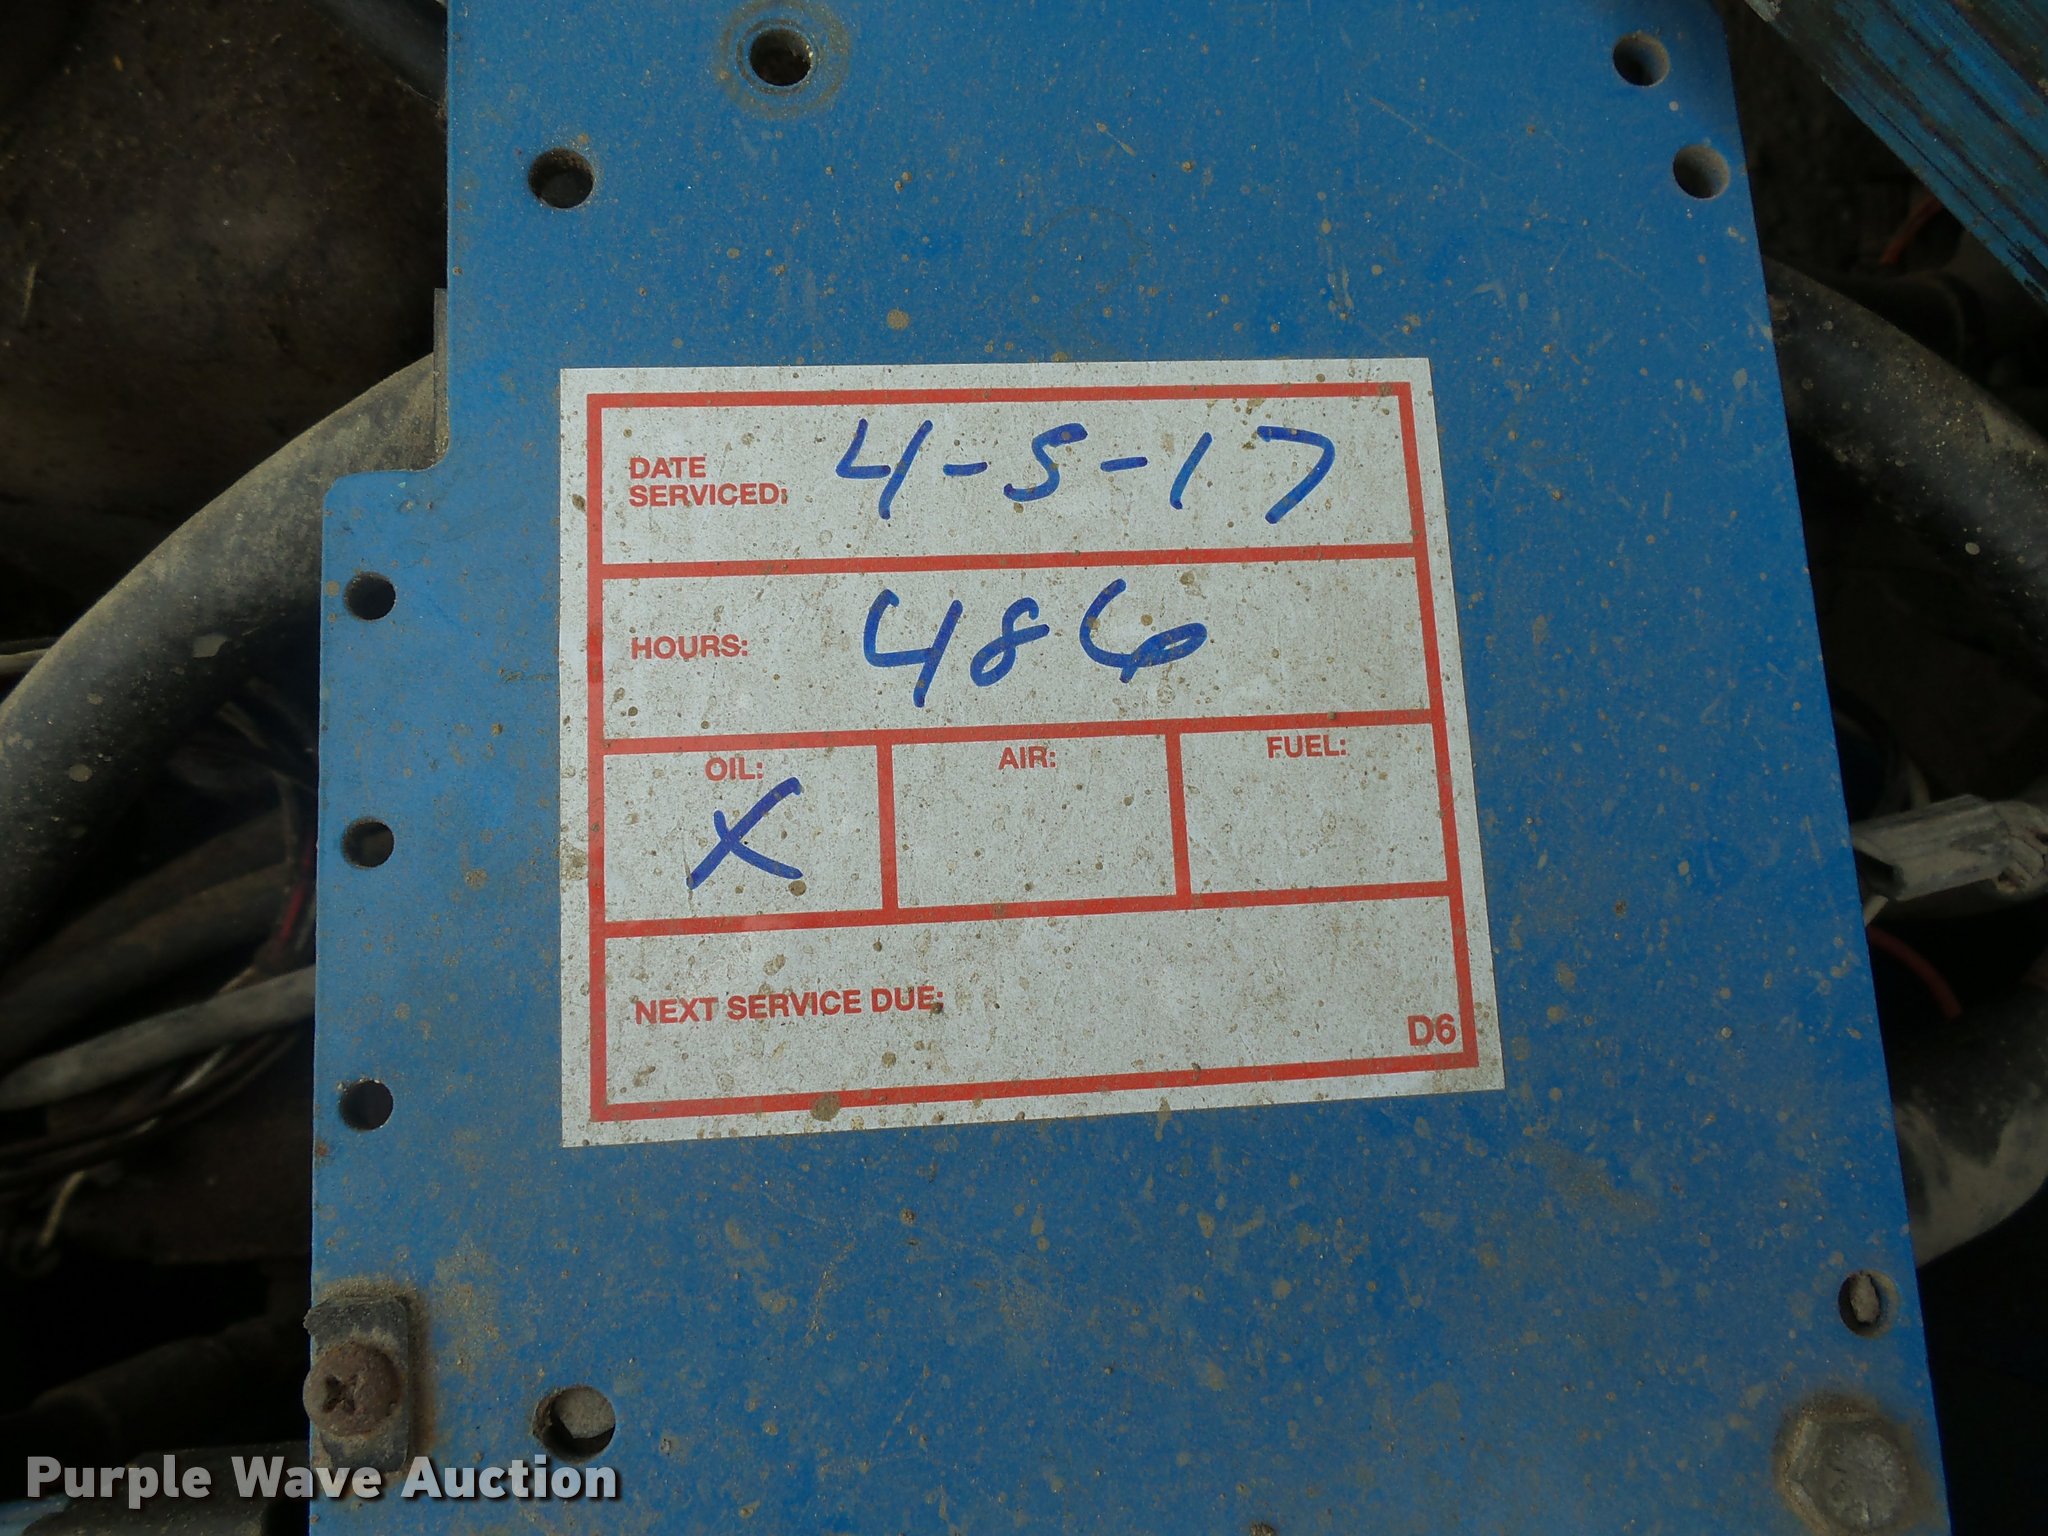 DATE SERVICED: 4-5-17
HOURS: 486
OIL: X AIR: FUEL:
NEXT SERVICE DUE:
D6
Purple Wave Auction